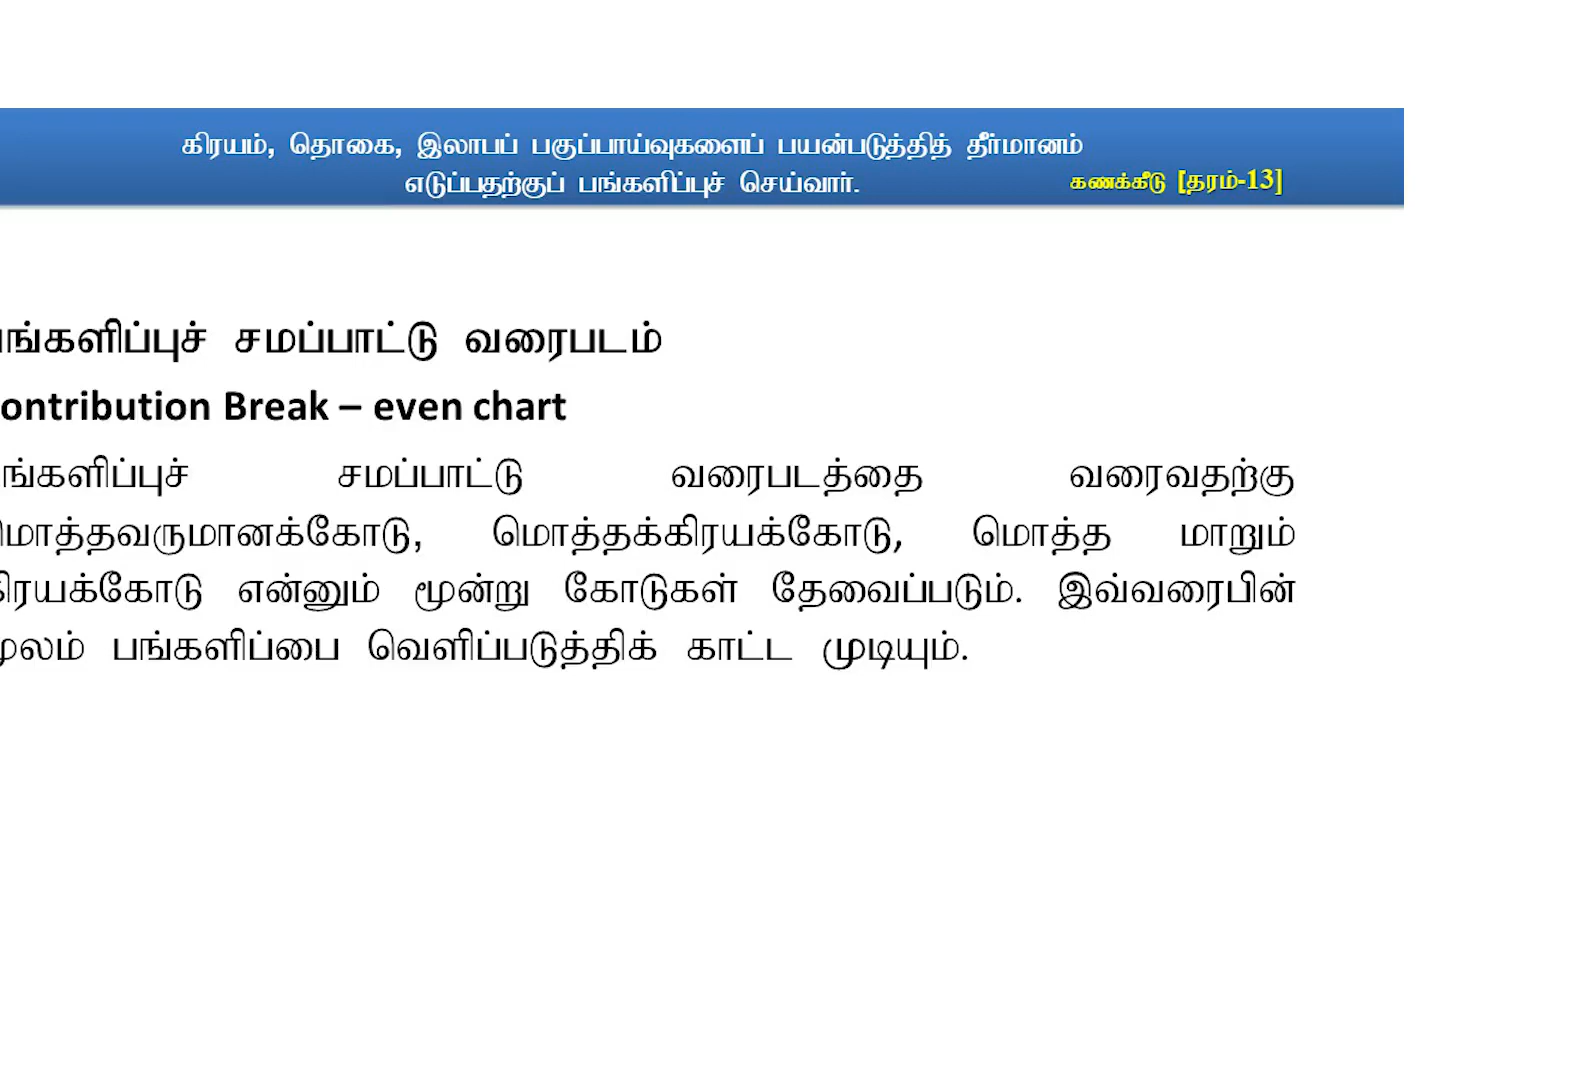 கிரயம், தொகை, இலாபப் பகுப்பாய்வுகளைப் பயன்படுத்தித் தீர்மானம்
எடுப்பதற்குப் பங்களிப்புச் செய்வார்.
கணக்கீடு [தரம்-13]
பங்களிப்புச் சமப்பாட்டு வரைபடம்
ontribution Break – even chart
பங்களிப்புச் சமப்பாட்டு வரைபடத்தை வரைவதற்கு
மொத்தவருமானக்கோடு, மொத்தக்கிரயக்கோடு, மொத்த மாறும்
கிரயக்கோடு என்னும் மூன்று கோடுகள் தேவைப்படும். இவ்வரைபின்
மூலம் பங்களிப்பை வெளிப்படுத்திக் காட்ட முடியும்.